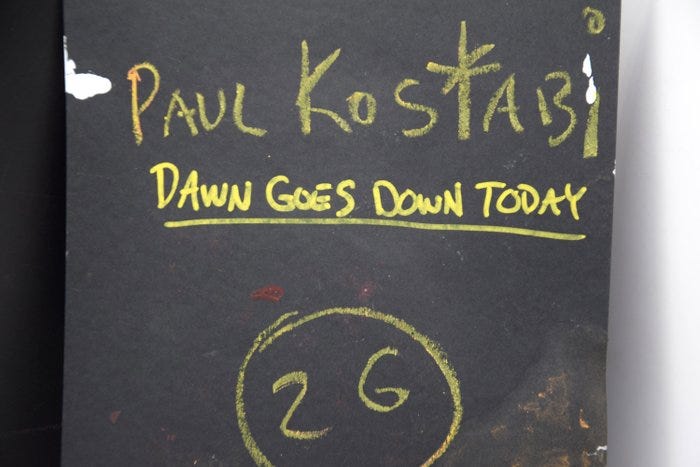 PAUL KOSTABi
DAWN GOES DOWN TODAY
2G